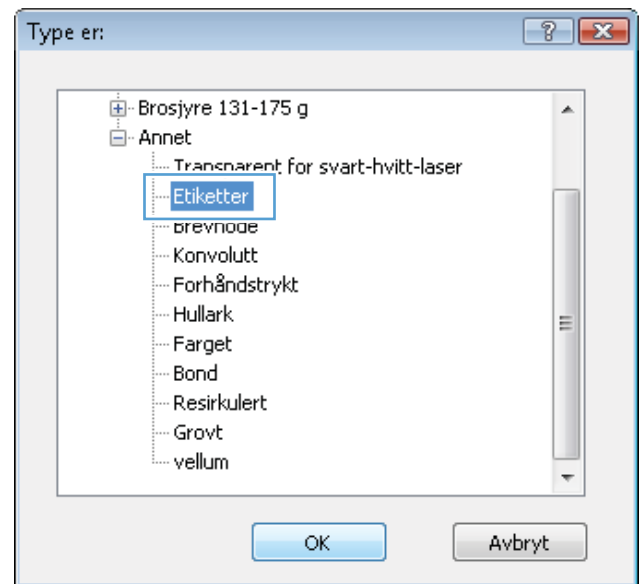 Type er:
Brosjyre 131-175 g
Annet
Transparent for svart-hvitt-laser
Etiketter
Brevhode
Konvolutt
Forhåndstrykt
Hullark
Farget
Bond
Resirkulert
Grovt
vellum
OK
Avbryt